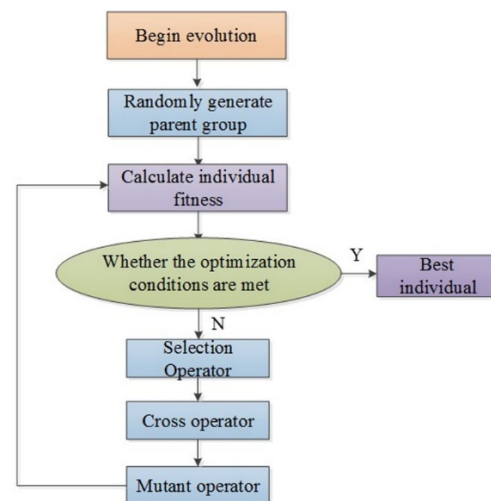 Begin evolution
Randomly generate
parent group
Calculate individual
fitness
Whether the optimization
conditions are met
Y
Best
individual
N
Selection
Operator
Cross operator
Mutant operator